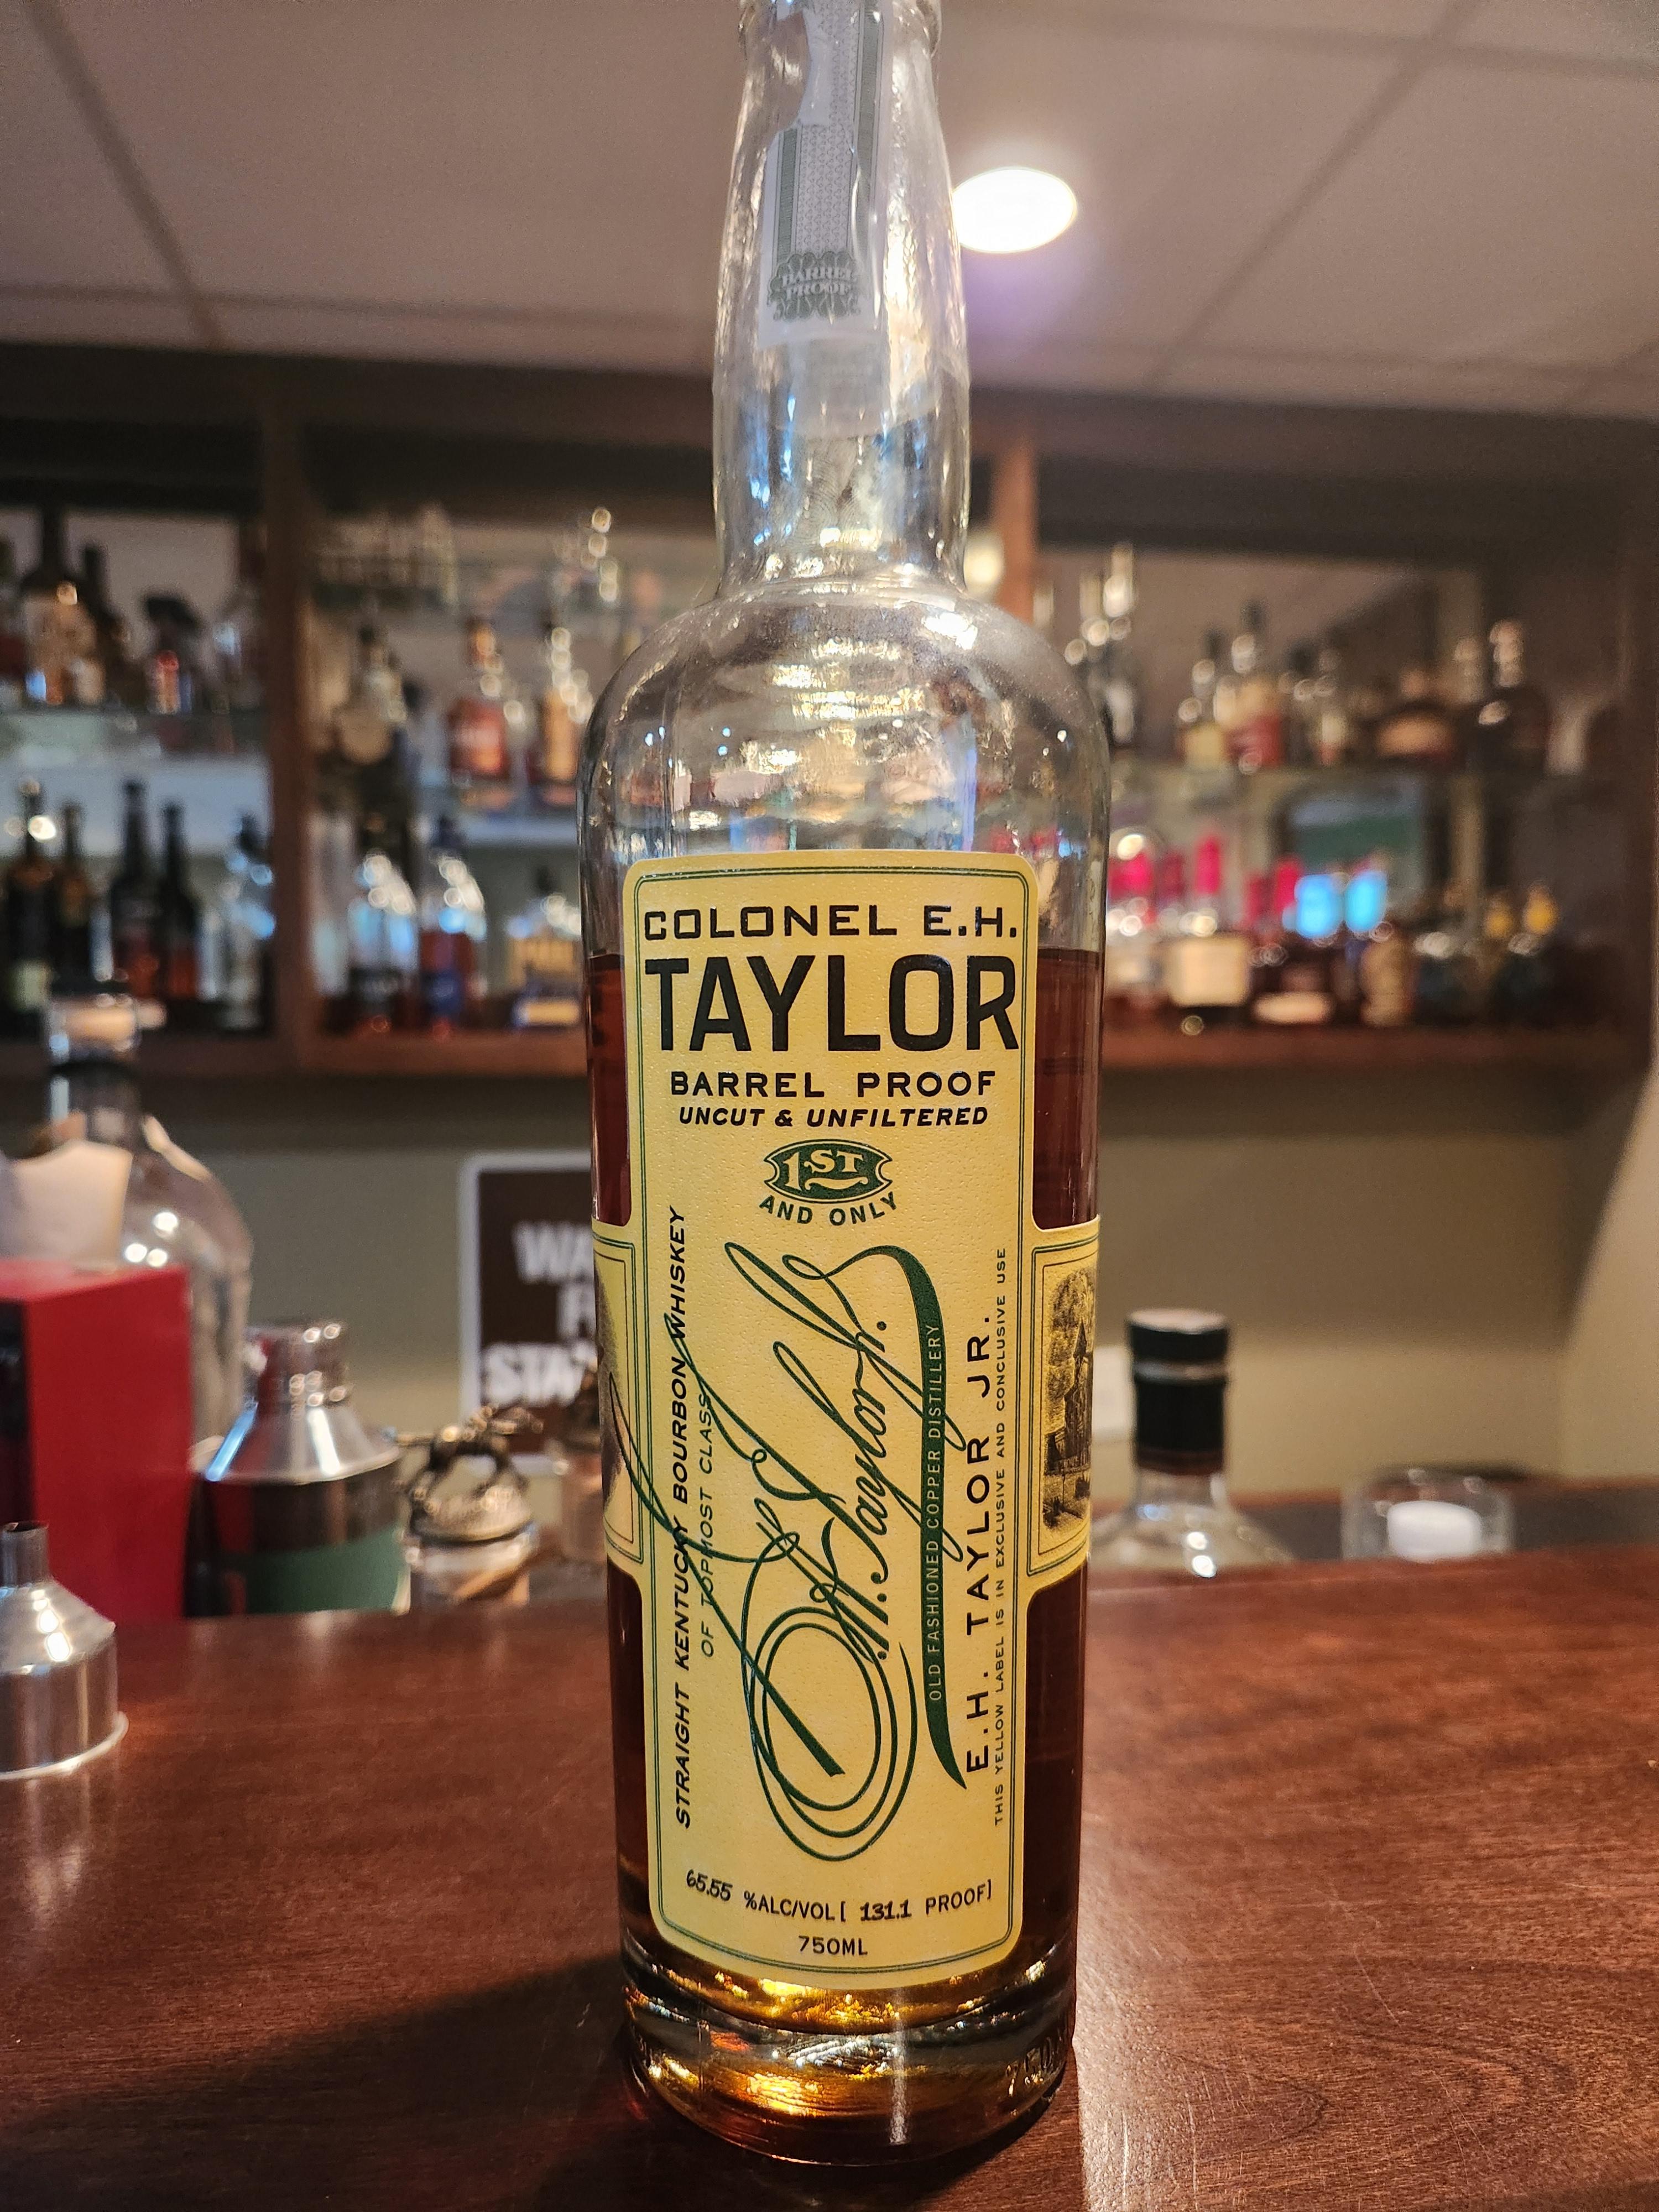 BARREL
PROOF
COLONEL E.H.
TAYLOR
BARREL PROOF
UNCUT & UNFILTERED
1ST
AND ONLY
STRAIGHT KENTUCKY BOURBON WHISKEY
OF TOPMOST CLASS
E. H. Taylor Jr.
OLD FASHIONED COPPER DISTILLERY
E.H. TAYLOR JR.
THIS YELLOW LABEL IS IN EXCLUSIVE AND CONCLUSIVE USE
65.55 %ALC/VOL [ 131.1 PROOF]
750ML